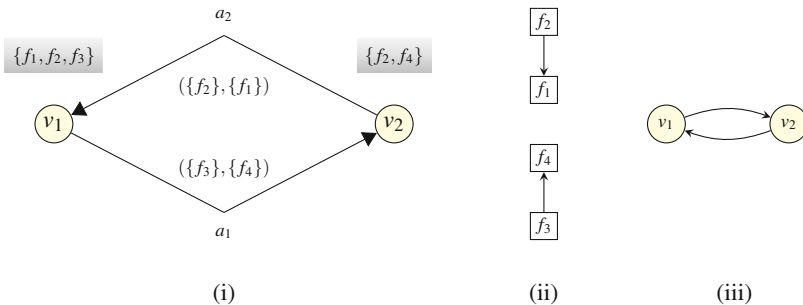 a₂
{f₁, f₂, f₃}
{f₂, f₄}
({f₂}, {f₁})
v₁
v₂
({f₃}, {f₄})
a₁
(i)
f₂
f₁
f₄
f₃
(ii)
v₁
v₂
(iii)